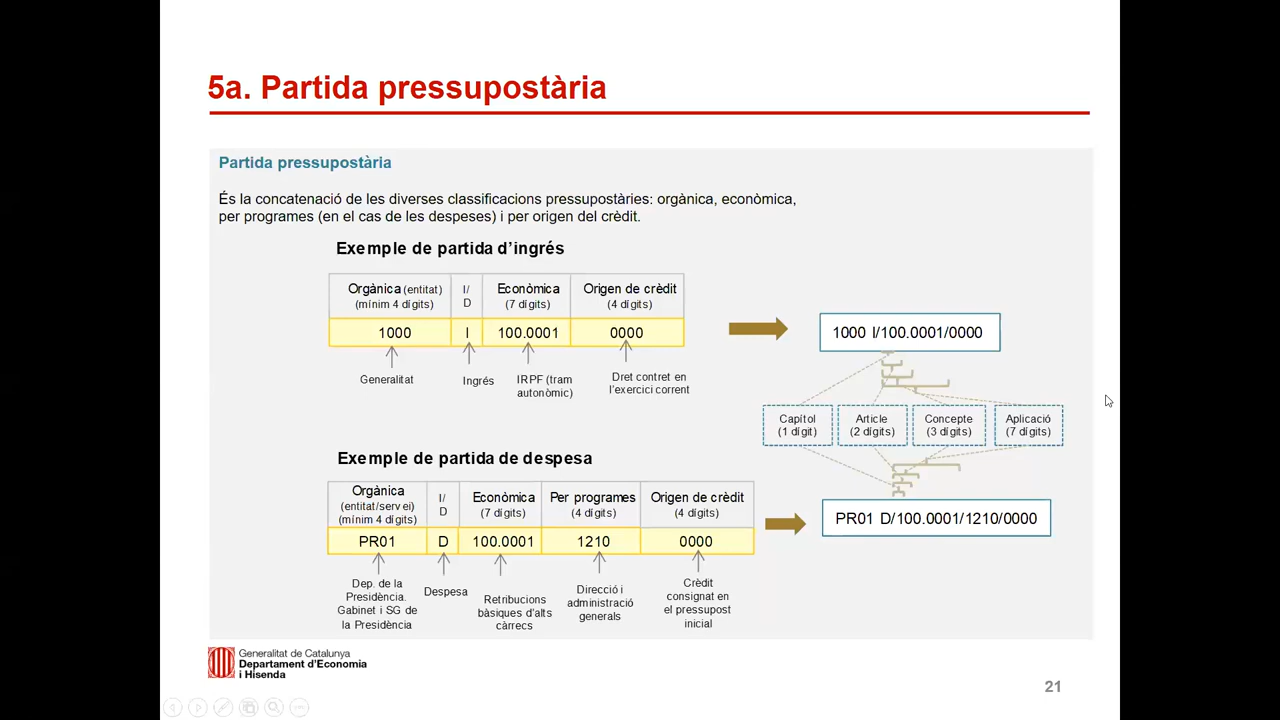 5a. Partida pressupostària
Partida pressupostària
És la concatenació de les diverses classificacions pressupostàries: orgànica, econòmica,
per programes (en el cas de les despeses) i per origen del crèdit.
Exemple de partida d'ingrés
Orgànica (entitat)
(mínim 4 dígits)
I/
D
Econòmica
(7 dígits)
Origen de crèdit
(4 dígits)
1000
I
100.0001
0000
Generalitat
Ingrés
IRPF (tram
autonòmic)
Dret contret en
l'exercici corrent
1000 I/100.0001/0000
Capítol
(1 dígit)
Article
(2 dígits)
Concepte
(3 dígits)
Aplicació
(7 dígits)
Exemple de partida de despesa
Orgànica
(entitat/servei)
(mínim 4 dígits)
I/
D
Econòmica
(7 dígits)
Per programes
(4 dígits)
Origen de crèdit
(4 dígits)
PR01
D
100.0001
1210
0000
PR01 D/100.0001/1210/0000
Dep. de la
Presidència.
Gabinet i SG de
la Presidència
Despesa
Retribucions
bàsiques d'alts
càrrecs
Direcció i
administració
generals
Crèdit
consignat en
el pressupost
inicial
Generalitat de Catalunya
Departament d'Economia
i Hisenda
21